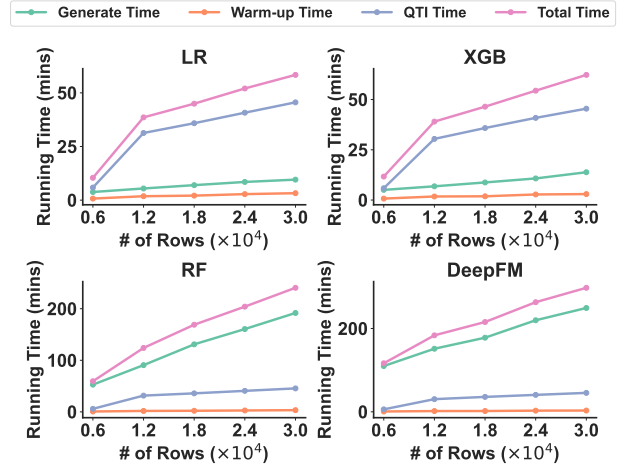 Generate Time Warm-up Time QTI Time Total Time
LR
Running Time (mins)
50
25
0
0.6 1.2 1.8 2.4 3.0
# of Rows (×10⁴)
XGB
Running Time (mins)
50
25
0
0.6 1.2 1.8 2.4 3.0
# of Rows (×10⁴)
RF
Running Time (mins)
200
100
0
0.6 1.2 1.8 2.4 3.0
# of Rows (×10⁴)
DeepFM
Running Time (mins)
200
0
0.6 1.2 1.8 2.4 3.0
# of Rows (×10⁴)